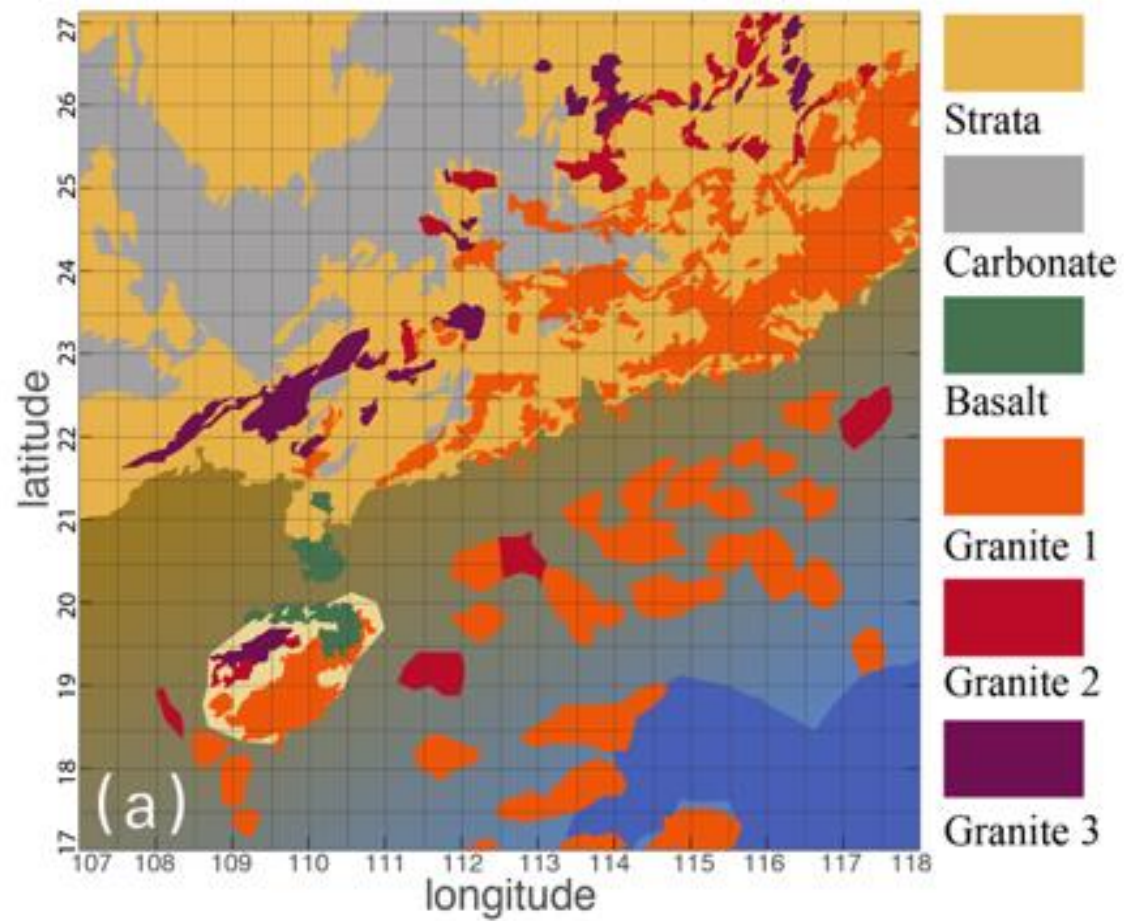 27
26
25
24
23
22
21
20
19
18
17
latitude
107 108 109 110 111 112 113 114 115 116 117 118
longitude
(a)
Strata
Carbonate
Basalt
Granite 1
Granite 2
Granite 3